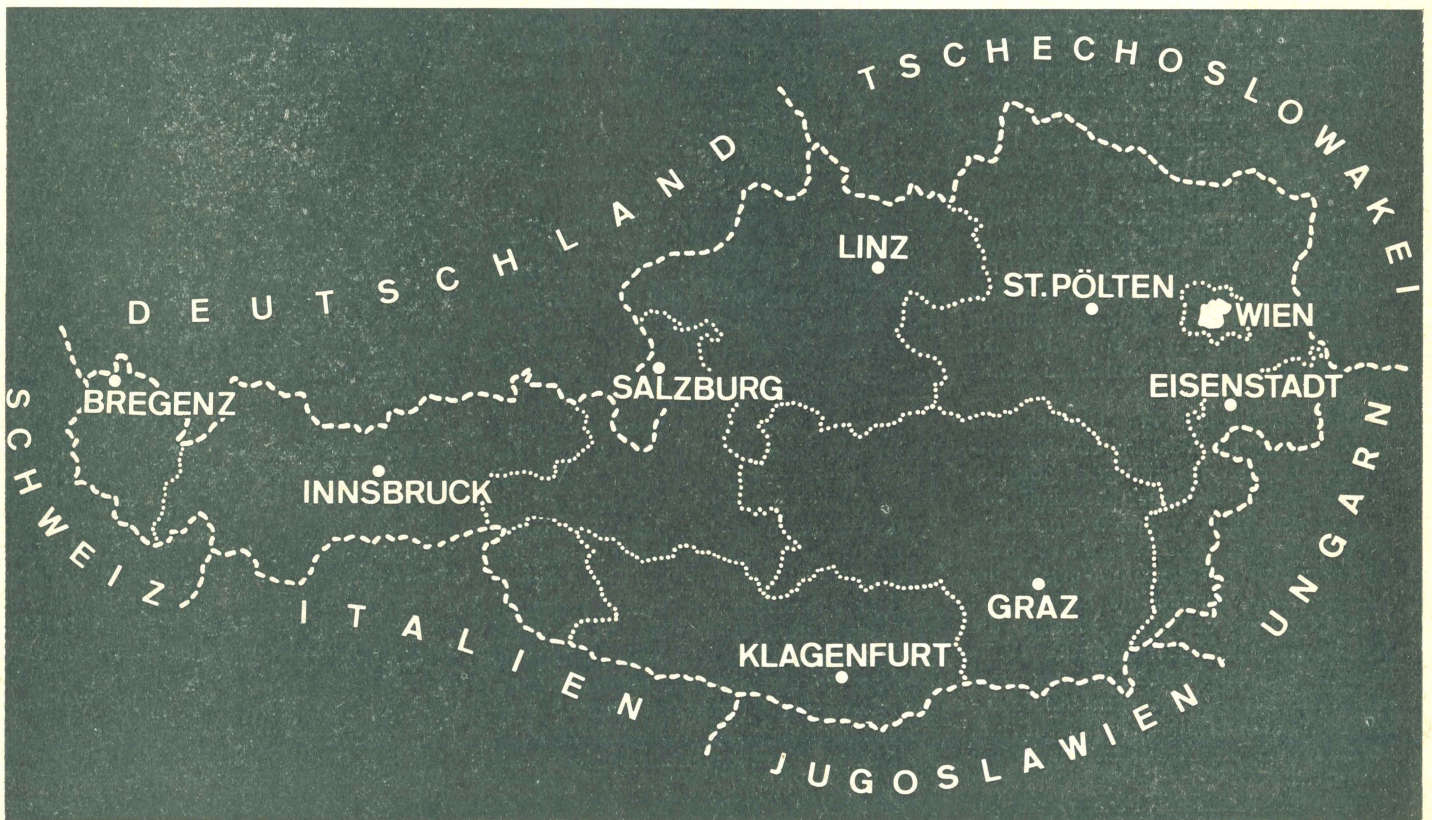 TSCHECHOSLOWAKEI
DEUTSCHLAND
LINZ
ST. PÖLTEN
WIEN
SALZBURG
EISENSTADT
BREGENZ
SCHWEIZ
INNSBRUCK
UNGARN
GRAZ
ITALIEN
KLAGENFURT
JUGOSLAWIEN